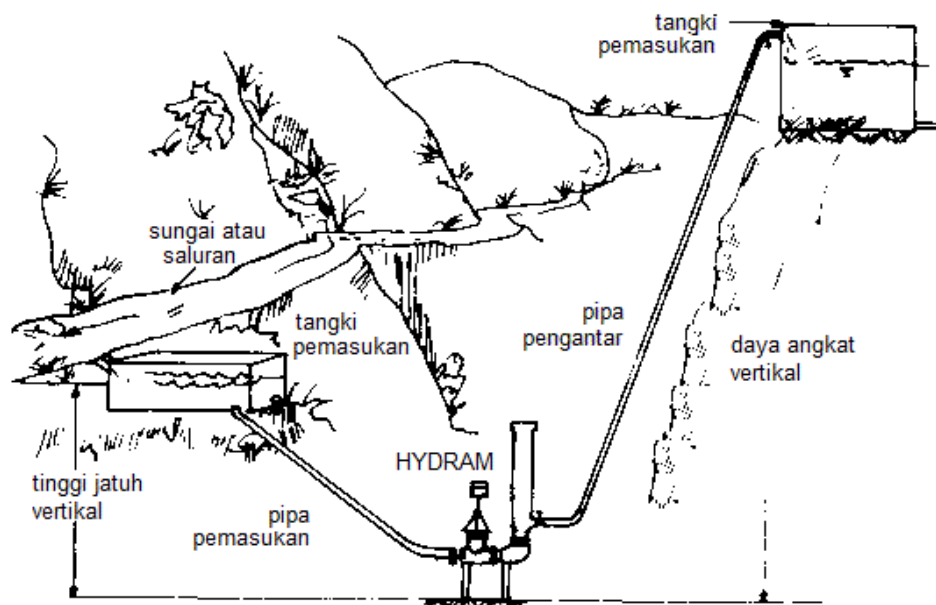 tangki
pemasukan
sungai atau
saluran
tangki
pemasukan
pipa
pengantar
daya angkat
vertikal
HYDRAM
tinggi jatuh
vertikal
pipa
pemasukan